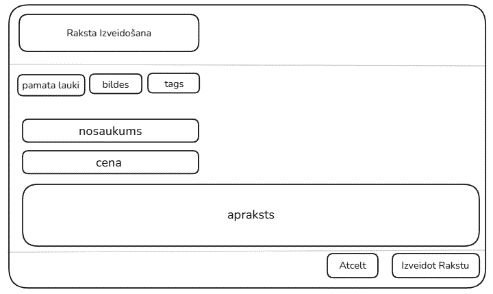 Raksta Izveidošana
pamata lauki
bildes
tags
nosaukums
cena
apraksts
Atcelt
Izveidot Rakstu